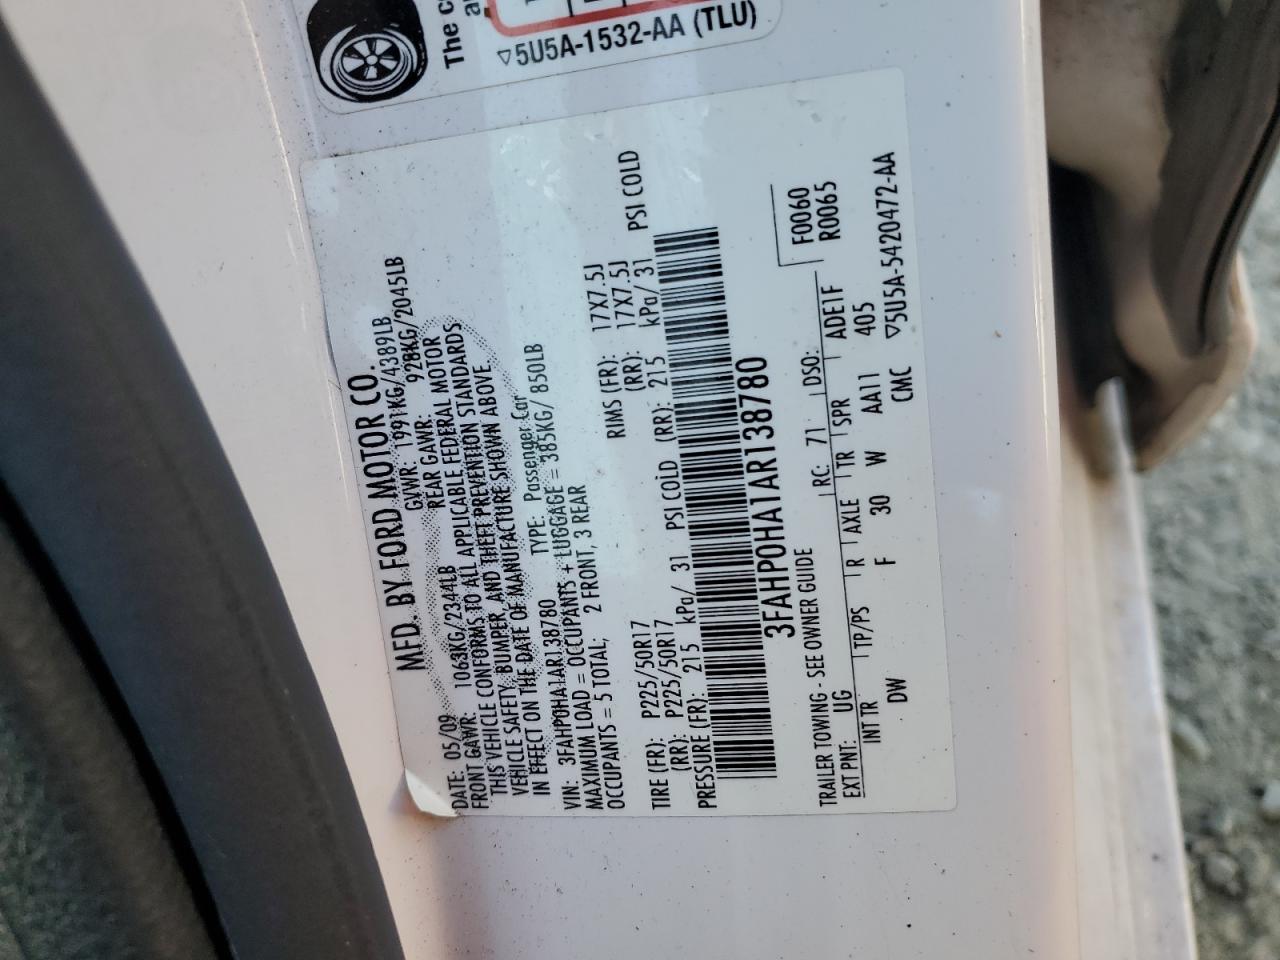 The c
a
▽5U5A-1532-AA (TLU)
MFD. BY FORD MOTOR CO.
DATE: 05/09 GVWR: 1991KG/4389LB
FRONT GAWR: 1063KG/2344LB REAR GAWR: 928KG/2045LB
THIS VEHICLE CONFORMS TO ALL APPLICABLE FEDERAL MOTOR
VEHICLE SAFETY, BUMPER, AND THEFT PREVENTION STANDARDS
IN EFFECT ON THE DATE OF MANUFACTURE SHOWN ABOVE.
VIN: 3FAHP0HA1AR138780 TYPE: Passenger Car
MAXIMUM LOAD = OCCUPANTS + LUGGAGE = 385KG/ 850LB
OCCUPANTS = 5 TOTAL; 2 FRONT, 3 REAR
TIRE (FR): P225/50R17 RIMS (FR): 17X7.5J
(RR): P225/50R17 (RR): 17X7.5J
PRESSURE (FR): 215 kPa/ 31 PSI COLD (RR): 215 kPa/ 31 PSI COLD
3FAHP0HA1AR138780
F0060
R0065
TRAILER TOWING - SEE OWNER GUIDE
EXT PNT: UG RC: 71 DSO:
INT TR TP/PS R AXLE TR SPR ADE1F
DW F 30 W AA11 405
CMC ▽5U5A-5420472-AA